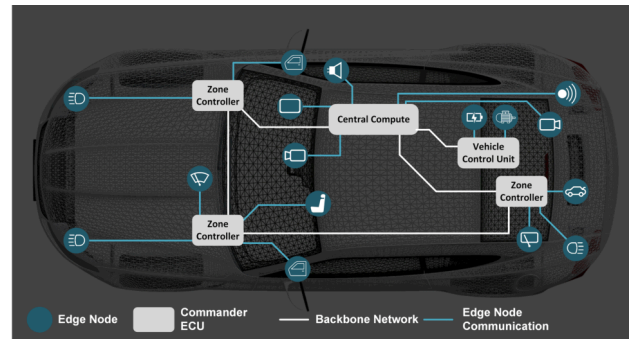 Zone
Controller
Central Compute
Vehicle
Control Unit
Zone
Controller
Zone
Controller
Edge Node
Commander
ECU
Backbone Network
Edge Node
Communication